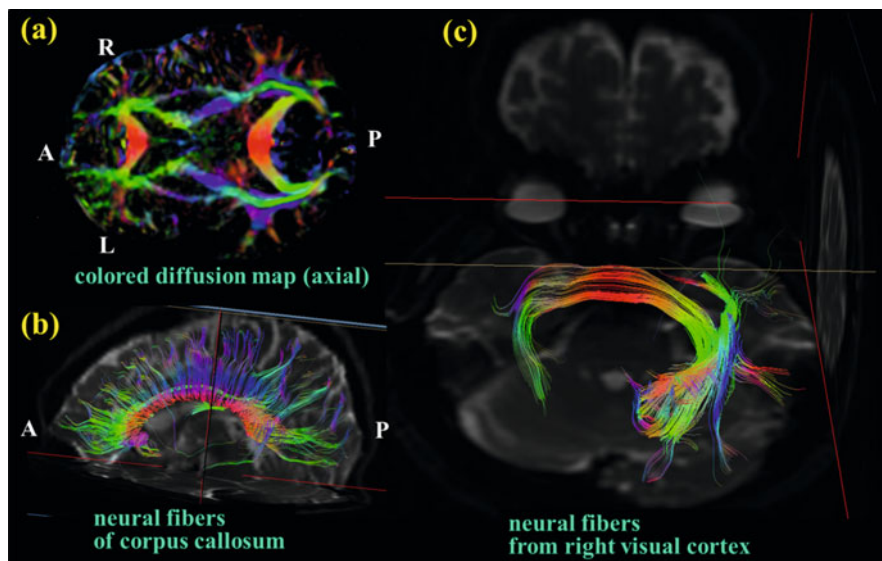 (a)
R
A
P
L
colored diffusion map (axial)
(b)
A
P
neural fibers
of corpus callosum
(c)
neural fibers
from right visual cortex